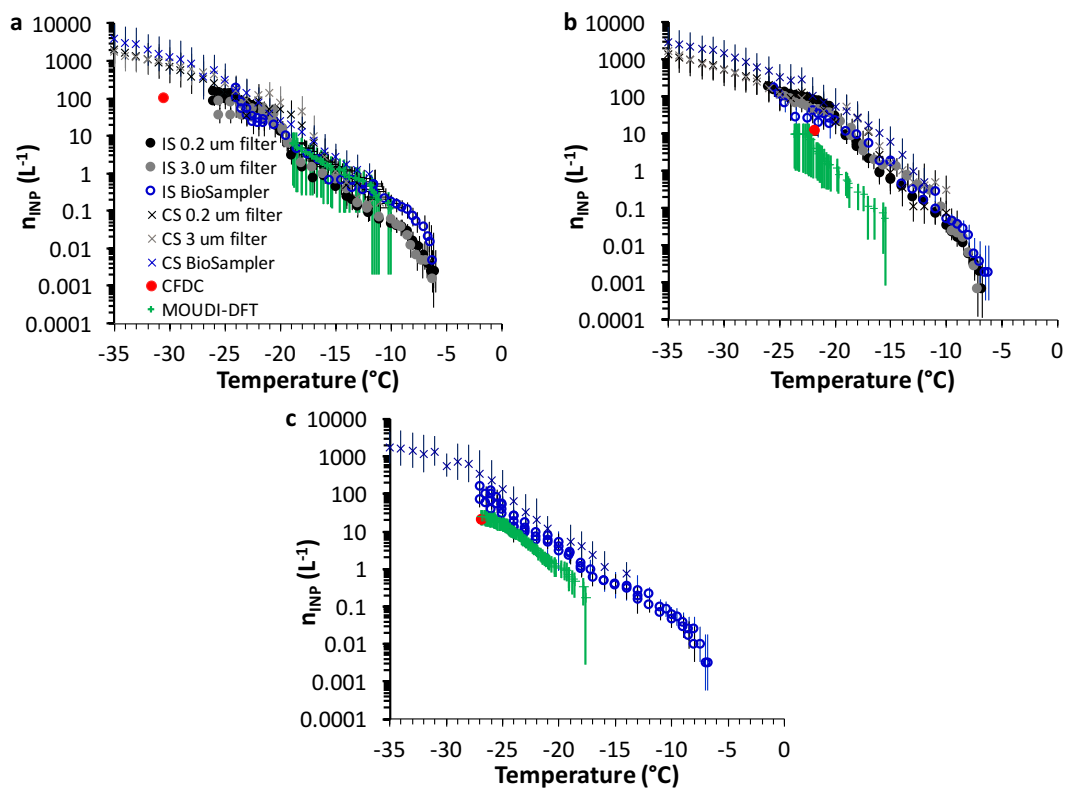 a
10000
1000
100
10
1
0.1
0.01
0.001
0.0001
n_INP (L⁻¹)
IS 0.2 um filter
IS 3.0 um filter
IS BioSampler
CS 0.2 um filter
CS 3 um filter
CS BioSampler
CFDC
MOUDI-DFT
-35 -30 -25 -20 -15 -10 -5 0
Temperature (°C)
b
10000
1000
100
10
1
0.1
0.01
0.001
0.0001
n_INP (L⁻¹)
-35 -30 -25 -20 -15 -10 -5 0
Temperature (°C)
c
10000
1000
100
10
1
0.1
0.01
0.001
0.0001
n_INP (L⁻¹)
-35 -30 -25 -20 -15 -10 -5 0
Temperature (°C)